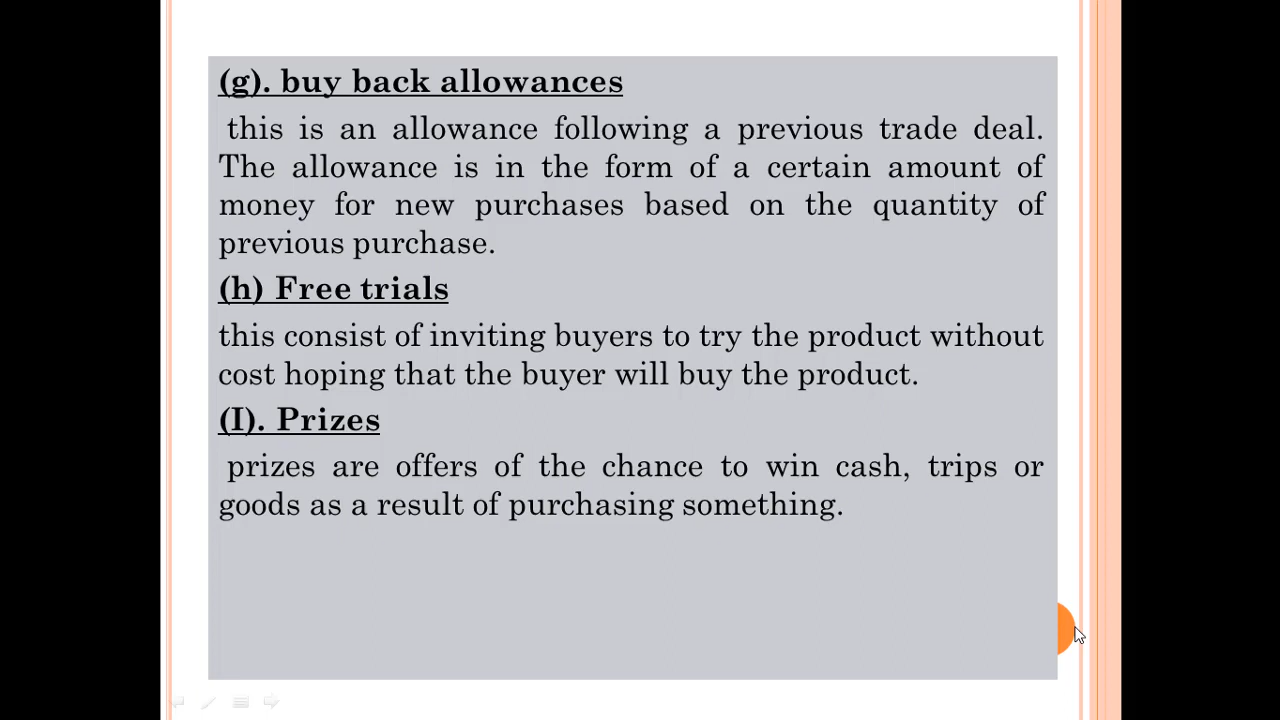 (g). buy back allowances
this is an allowance following a previous trade deal.
The allowance is in the form of a certain amount of
money for new purchases based on the quantity of
previous purchase.
(h) Free trials
this consist of inviting buyers to try the product without
cost hoping that the buyer will buy the product.
(I). Prizes
prizes are offers of the chance to win cash, trips or
goods as a result of purchasing something.